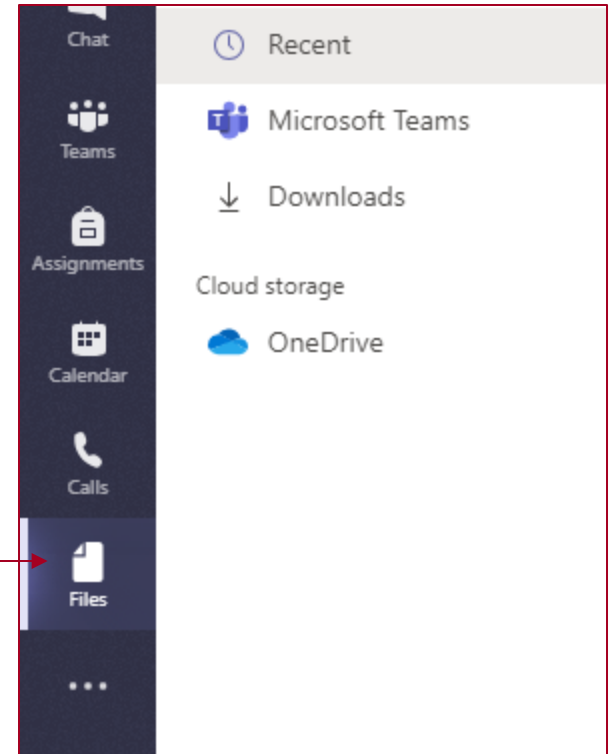 Chat
Teams
Assignments
Calendar
Calls
Files
Recent
Microsoft Teams
Downloads
Cloud storage
OneDrive